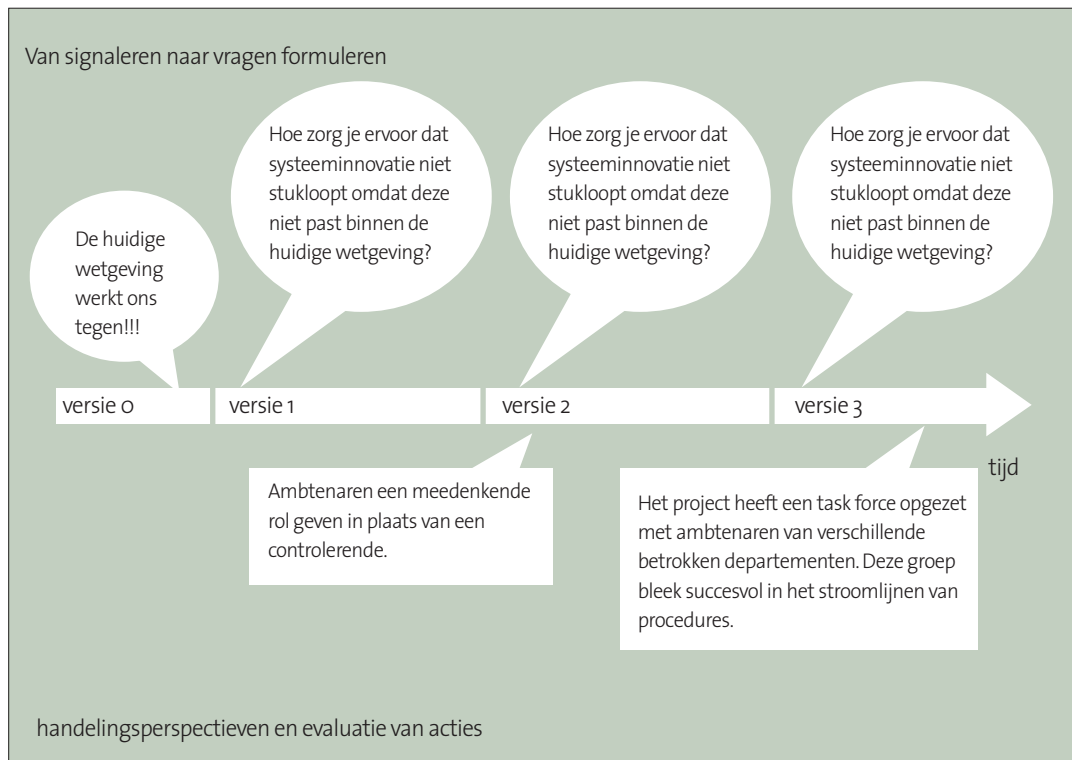 Van signaleren naar vragen formuleren
De huidige
wetgeving
werkt ons
tegen!!!
Hoe zorg je ervoor dat
systeeminnovatie niet
stukloopt omdat deze
niet past binnen de
huidige wetgeving?
Hoe zorg je ervoor dat
systeeminnovatie niet
stukloopt omdat deze
niet past binnen de
huidige wetgeving?
Hoe zorg je ervoor dat
systeeminnovatie niet
stukloopt omdat deze
niet past binnen de
huidige wetgeving?
versie 0
versie 1
versie 2
versie 3
tijd
Ambtenaren een meedenkende
rol geven in plaats van een
controlerende.
Het project heeft een task force opgezet
met ambtenaren van verschillende
betrokken departementen. Deze groep
bleek succesvol in het stroomlijnen van
procedures.
handelingsperspectieven en evaluatie van acties